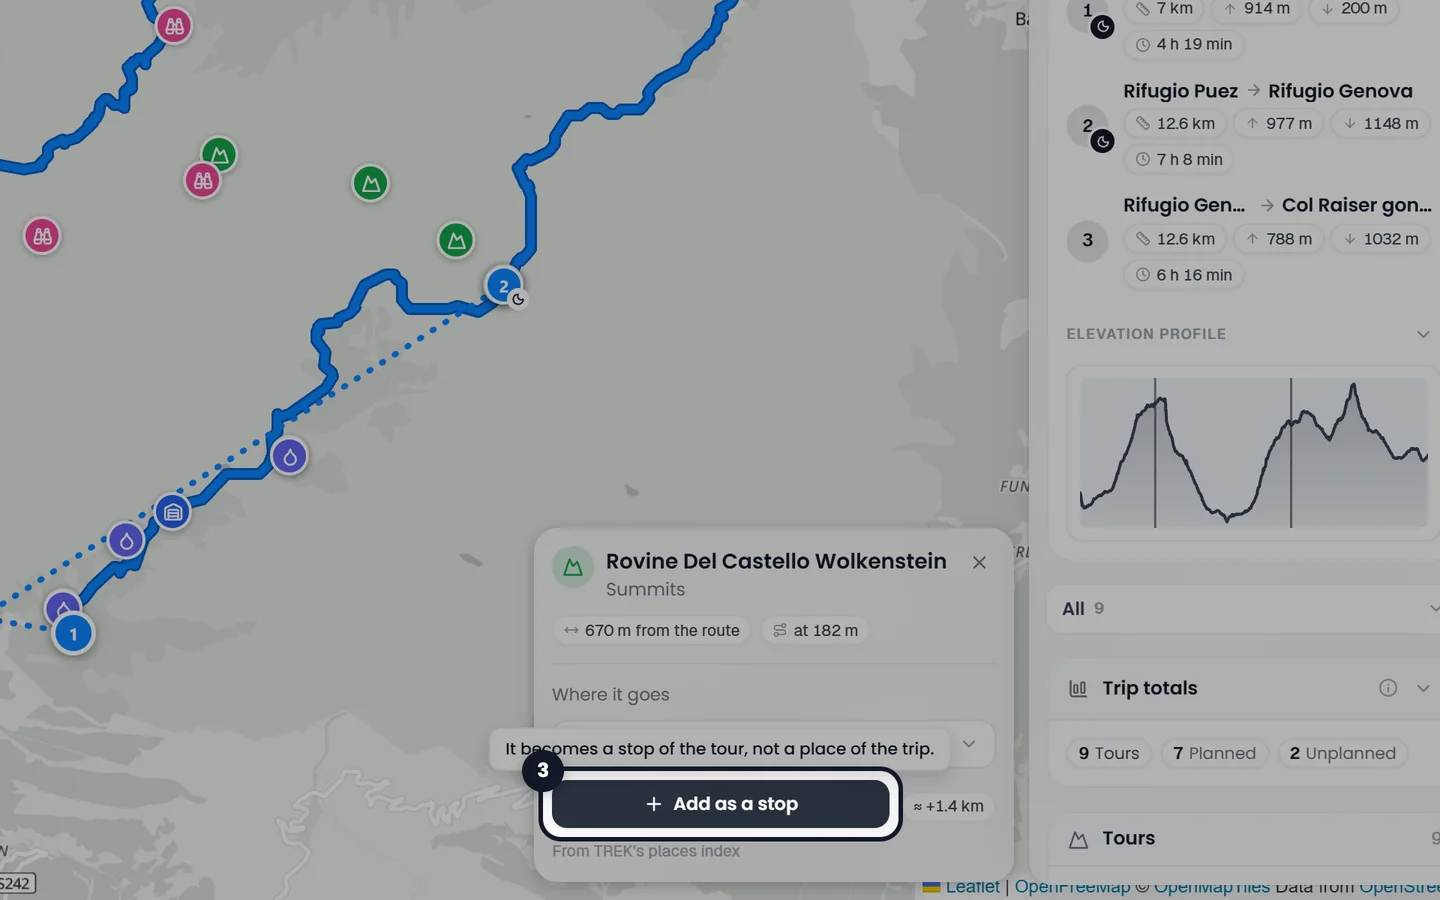 1
7 km
914 m
200 m
4 h 19 min
Rifugio Puez → Rifugio Genova
2
12.6 km
977 m
1148 m
7 h 8 min
Rifugio Gen... → Col Raiser gon...
3
12.6 km
788 m
1032 m
6 h 16 min
ELEVATION PROFILE
All 9
Trip totals
9 Tours
7 Planned
2 Unplanned
Tours
2
1
FUN
Rovine Del Castello Wolkenstein
Summits
670 m from the route
at 182 m
Where it goes
It becomes a stop of the tour, not a place of the trip.
3
+ Add as a stop
≈ +1.4 km
From TREK's places index
S242
Leaflet | OpenFreeMap © OpenMapTiles Data from OpenStree